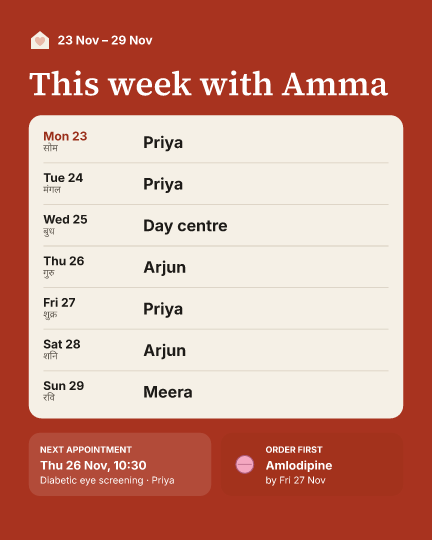 23 Nov – 29 Nov
This week with Amma
Mon 23
सोम
Priya
Tue 24
मंगल
Priya
Wed 25
बुध
Day centre
Thu 26
गुरु
Arjun
Fri 27
शुक्र
Priya
Sat 28
शनि
Arjun
Sun 29
रवि
Meera
NEXT APPOINTMENT
Thu 26 Nov, 10:30
Diabetic eye screening · Priya
ORDER FIRST
Amlodipine
by Fri 27 Nov